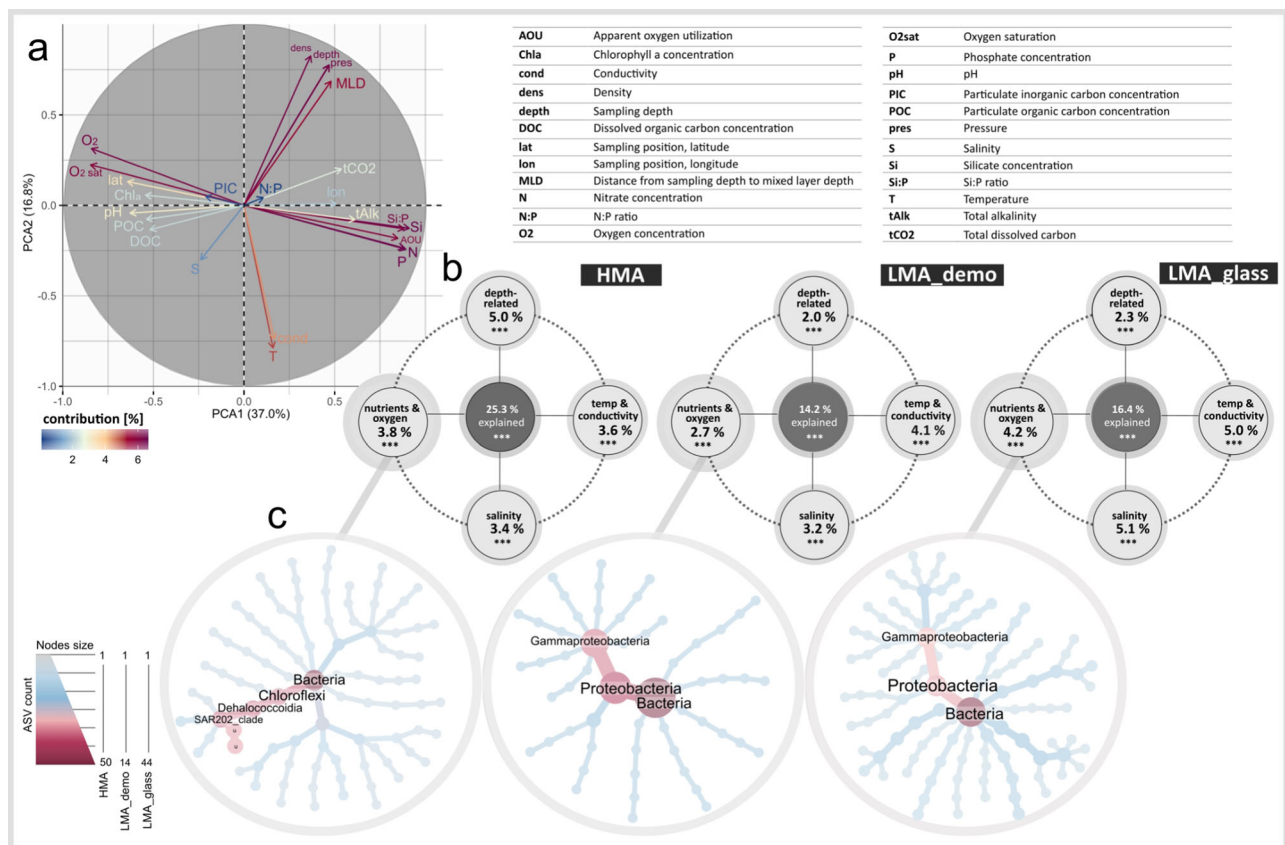 a
dens
depth
pres
MLD
O2
O2 sat
lat
Chla
PIC
N:P
tCO2
lon
pH
POC
DOC
S
tAlk
Si:P
Si
AOU
N
P
cond
T
0.5
0.0
-0.5
-1.0
-1.0
-0.5
0.0
0.5
PCA2 (16.8%)
PCA1 (37.0%)
contribution [%]
2 4 6
AOU Apparent oxygen utilization
Chla Chlorophyll a concentration
cond Conductivity
dens Density
depth Sampling depth
DOC Dissolved organic carbon concentration
lat Sampling position, latitude
lon Sampling position, longitude
MLD Distance from sampling depth to mixed layer depth
N Nitrate concentration
N:P N:P ratio
O2 Oxygen concentration
O2sat Oxygen saturation
P Phosphate concentration
pH pH
PIC Particulate inorganic carbon concentration
POC Particulate organic carbon concentration
pres Pressure
S Salinity
Si Silicate concentration
Si:P Si:P ratio
T Temperature
tAlk Total alkalinity
tCO2 Total dissolved carbon
b
HMA
depth-
related
5.0 %
***
nutrients &
oxygen
3.8 %
***
25.3 %
explained
***
temp &
conductivity
3.6 %
***
salinity
3.4 %
***
LMA_demo
depth-
related
2.0 %
***
nutrients &
oxygen
2.7 %
***
14.2 %
explained
***
temp &
conductivity
4.1 %
***
salinity
3.2 %
***
LMA_glass
depth-
related
2.3 %
***
nutrients &
oxygen
4.2 %
***
16.4 %
explained
***
temp &
conductivity
5.0 %
***
salinity
5.1 %
***
c
Nodes size
ASV count
1 1 1
50 14 44
HMA
LMA_demo
LMA_glass
Bacteria
Chloroflexi
Dehalococcoidia
SAR202_clade
u
u
Gammaproteobacteria
Proteobacteria
Bacteria
Gammaproteobacteria
Proteobacteria
Bacteria